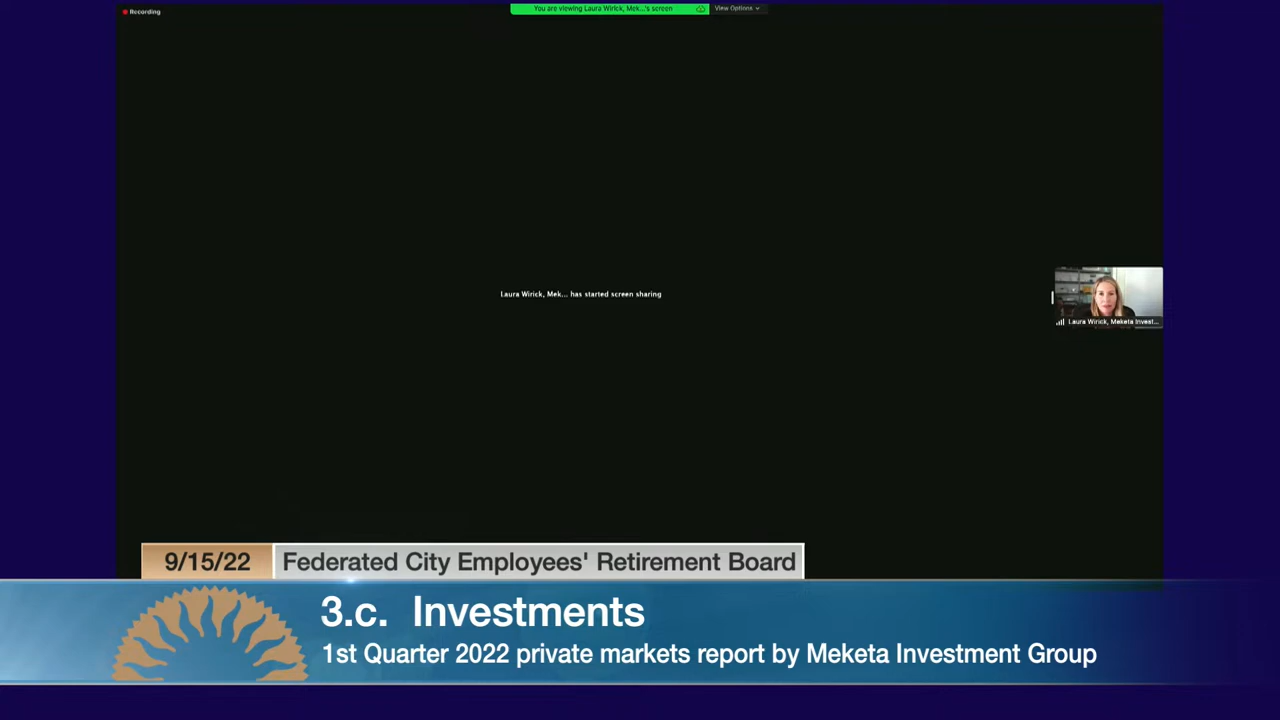 Recording
You are viewing Laura Wirick, Mek...'s screen
View Options
Laura Wirick, Mek... has started screen sharing
Laura Wirick, Meketa Invest...
9/15/22
Federated City Employees' Retirement Board
3.c. Investments
1st Quarter 2022 private markets report by Meketa Investment Group